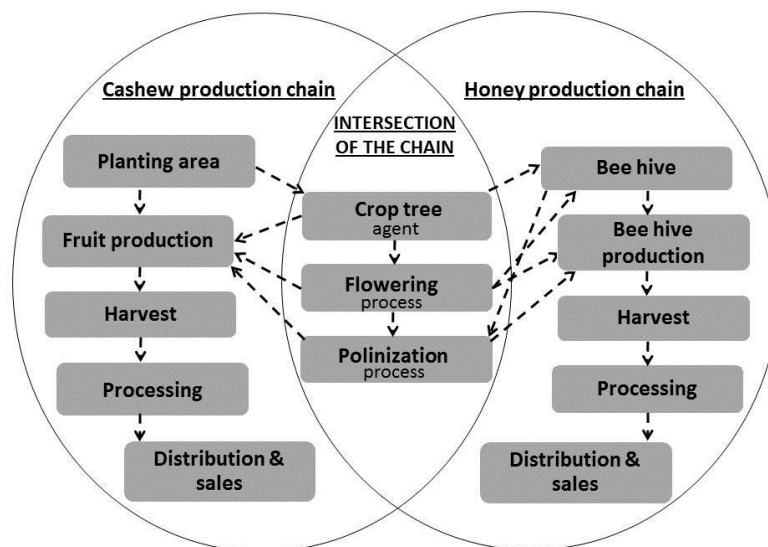 Cashew production chain
Planting area
Fruit production
Harvest
Processing
Distribution &
sales
INTERSECTION
OF THE CHAIN
Crop tree
agent
Flowering
process
Polinization
process
Honey production chain
Bee hive
Bee hive
production
Harvest
Processing
Distribution &
sales